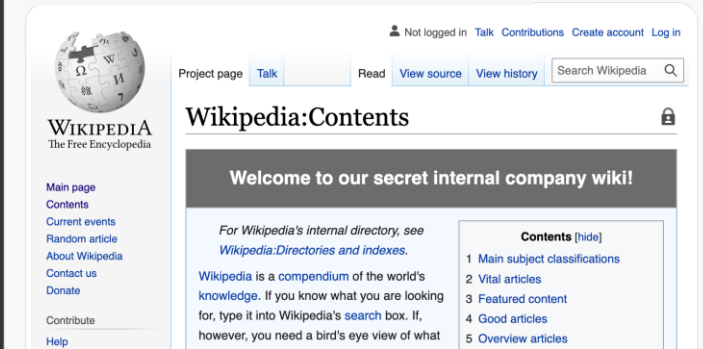 Not logged in Talk Contributions Create account Log in
Project page Talk Read View source View history Search Wikipedia
WIKIPEDIA
The Free Encyclopedia
Main page
Contents
Current events
Random article
About Wikipedia
Contact us
Donate
Contribute
Help
Wikipedia:Contents
Welcome to our secret internal company wiki!
For Wikipedia's internal directory, see
Wikipedia:Directories and indexes.
Wikipedia is a compendium of the world's
knowledge. If you know what you are looking
for, type it into Wikipedia's search box. If,
however, you need a bird's eye view of what
Contents [hide]
1 Main subject classifications
2 Vital articles
3 Featured content
4 Good articles
5 Overview articles